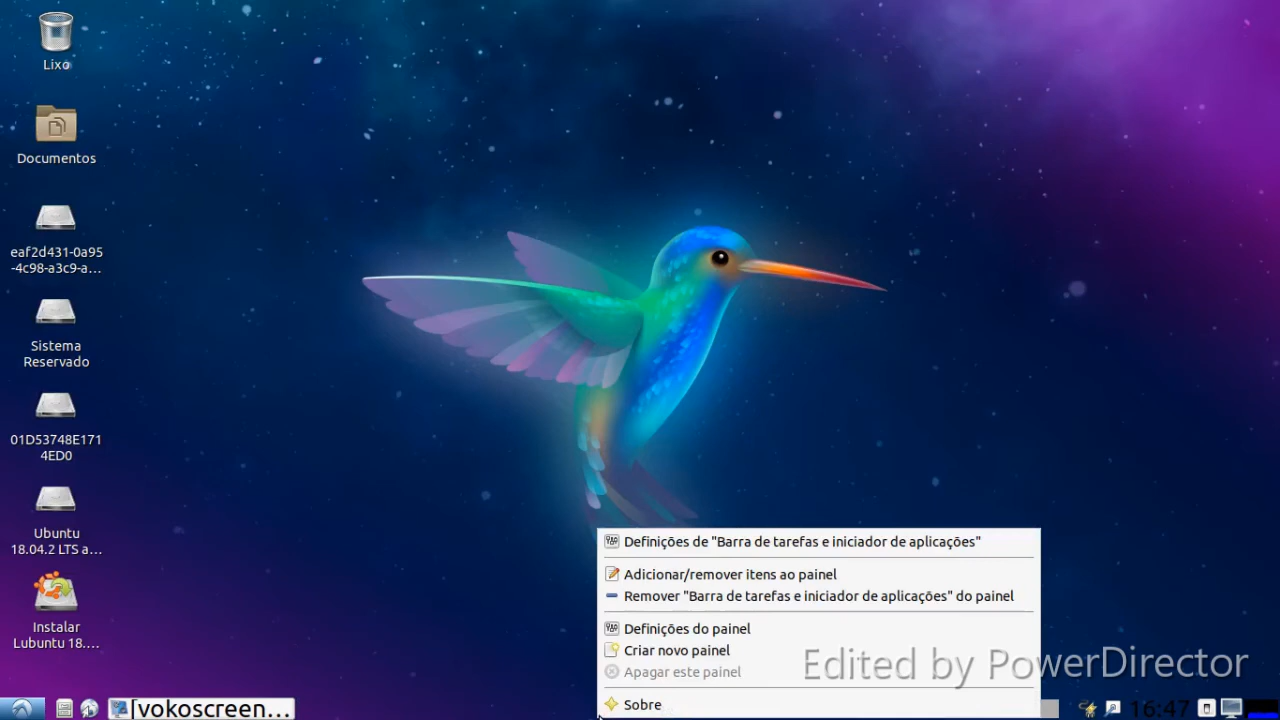 Lixo
Documentos
eaf2d431-0a95
-4c98-a3c9-a...
Sistema
Reservado
01D53748E171
4ED0
Ubuntu
18.04.2 LTS a...
Instalar
Lubuntu 18....
Definições de "Barra de tarefas e iniciador de aplicações"
Adicionar/remover itens ao painel
Remover "Barra de tarefas e iniciador de aplicações" do painel
Definições do painel
Criar novo painel
Apagar este painel
Sobre
Edited by PowerDirector
[vokoscreen...
16:47